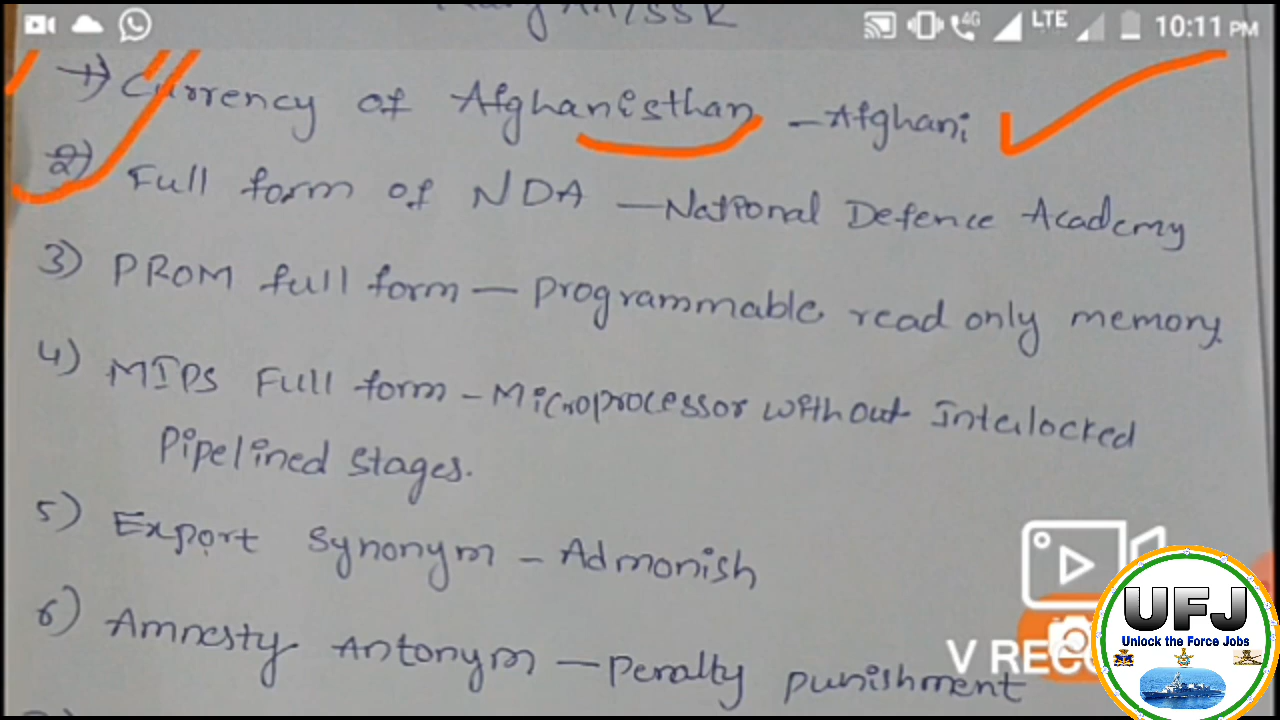 LTE 10:11 PM
4G
1) Currency of Afghanisthan - Afghani
2) Full form of NDA - National Defence Academy
3) PROM full form - programmable read only memory.
4) MIPS Full form - Microprocessor without Interlocked
Pipelined stages.
5) Export synonym - Admonish
6) Amnesty Antonym - Penalty punishment
V REC
UFJ
Unlock the Force Jobs